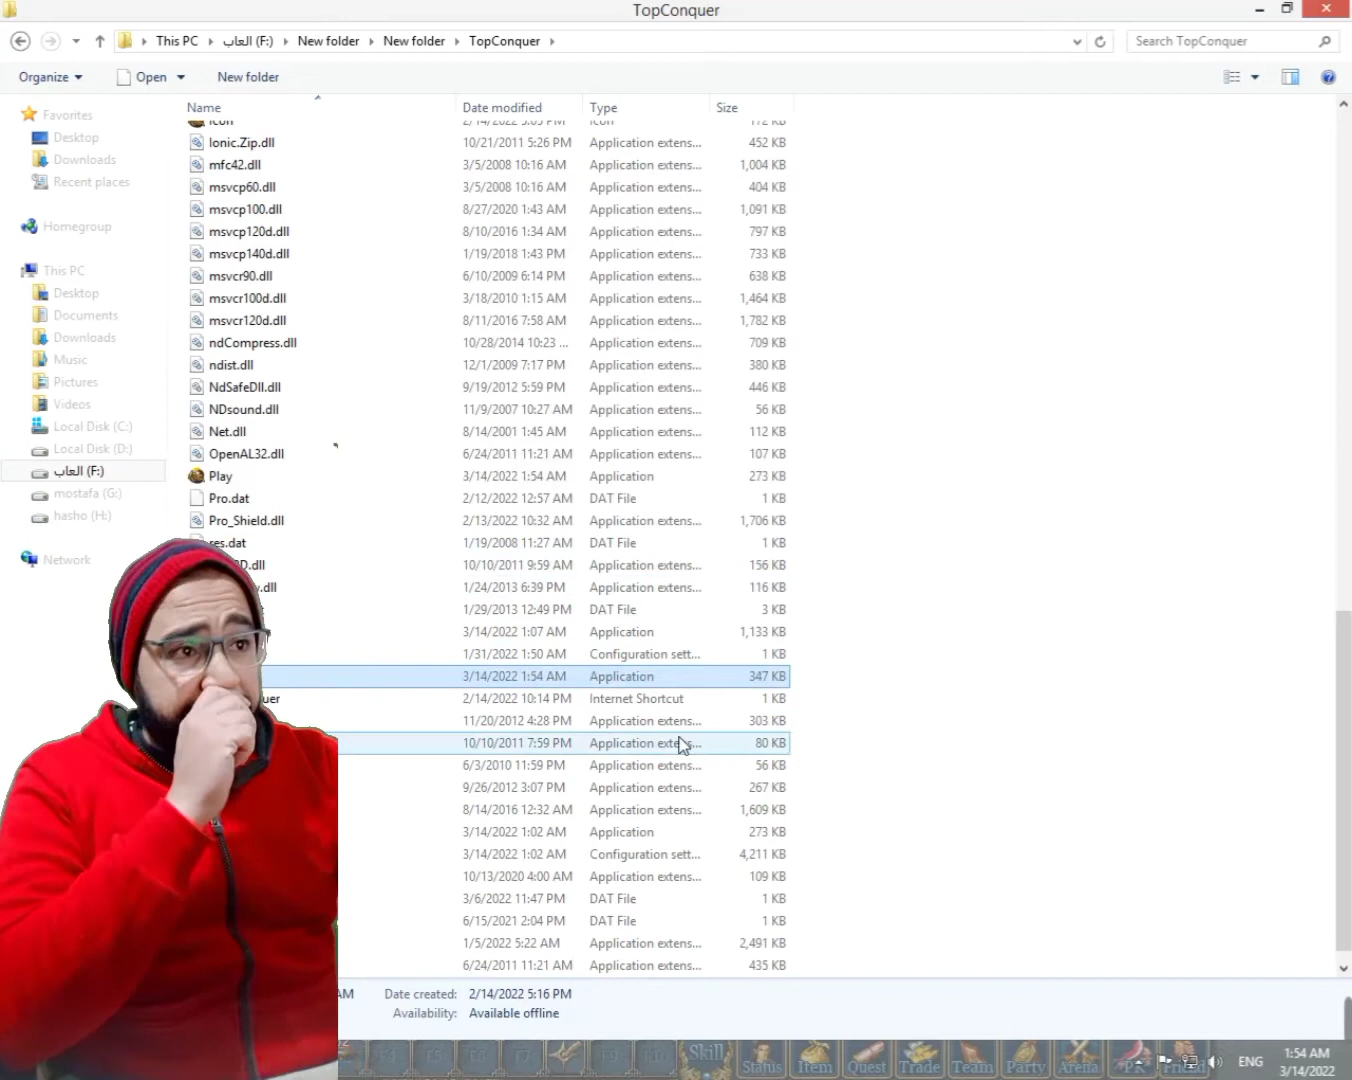 TopConquer
This PC العاب (F:) New folder New folder TopConquer
Search TopConquer
Organize Open New folder
Name Date modified Type Size
Favorites
Desktop
Downloads
Recent places
Homegroup
This PC
Desktop
Documents
Downloads
Music
Pictures
Videos
Local Disk (C:)
Local Disk (D:)
العاب (F:)
mostafa (G:)
hasho (H:)
Network
Ionic.Zip.dll 10/21/2011 5:26 PM Application extens... 452 KB
mfc42.dll 3/5/2008 10:16 AM Application extens... 1,004 KB
msvcp60.dll 3/5/2008 10:16 AM Application extens... 404 KB
msvcp100.dll 8/27/2020 1:43 AM Application extens... 1,091 KB
msvcp120d.dll 8/10/2016 1:34 AM Application extens... 797 KB
msvcp140d.dll 1/19/2018 1:43 PM Application extens... 733 KB
msvcr90.dll 6/10/2009 6:14 PM Application extens... 638 KB
msvcr100d.dll 3/18/2010 1:15 AM Application extens... 1,464 KB
msvcr120d.dll 8/11/2016 7:58 AM Application extens... 1,782 KB
ndCompress.dll 10/28/2014 10:23 ... Application extens... 709 KB
ndist.dll 12/1/2009 7:17 PM Application extens... 380 KB
NdSafeDll.dll 9/19/2012 5:59 PM Application extens... 446 KB
NDsound.dll 11/9/2007 10:27 AM Application extens... 56 KB
Net.dll 8/14/2001 1:45 AM Application extens... 112 KB
OpenAL32.dll 6/24/2011 11:21 AM Application extens... 107 KB
Play 3/14/2022 1:54 AM Application 273 KB
Pro.dat 2/12/2022 12:57 AM DAT File 1 KB
Pro_Shield.dll 2/13/2022 10:32 AM Application extens... 1,706 KB
res.dat 1/19/2008 11:27 AM DAT File 1 KB
D.dll 10/10/2011 9:59 AM Application extens... 156 KB
.dll 1/24/2013 6:39 PM Application extens... 116 KB
1/29/2013 12:49 PM DAT File 3 KB
3/14/2022 1:07 AM Application 1,133 KB
1/31/2022 1:50 AM Configuration sett... 1 KB
3/14/2022 1:54 AM Application 347 KB
uer 2/14/2022 10:14 PM Internet Shortcut 1 KB
11/20/2012 4:28 PM Application extens... 303 KB
10/10/2011 7:59 PM Application extens... 80 KB
6/3/2010 11:59 PM Application extens... 56 KB
9/26/2012 3:07 PM Application extens... 267 KB
8/14/2016 12:32 AM Application extens... 1,609 KB
3/14/2022 1:02 AM Application 273 KB
3/14/2022 1:02 AM Configuration sett... 4,211 KB
10/13/2020 4:00 AM Application extens... 109 KB
3/6/2022 11:47 PM DAT File 1 KB
6/15/2021 2:04 PM DAT File 1 KB
1/5/2022 5:22 AM Application extens... 2,491 KB
6/24/2011 11:21 AM Application extens... 435 KB
AM Date created: 2/14/2022 5:16 PM
Availability: Available offline
Skill Status Item Quest Trade Team Party Arena PK
ENG 1:54 AM
3/14/2022